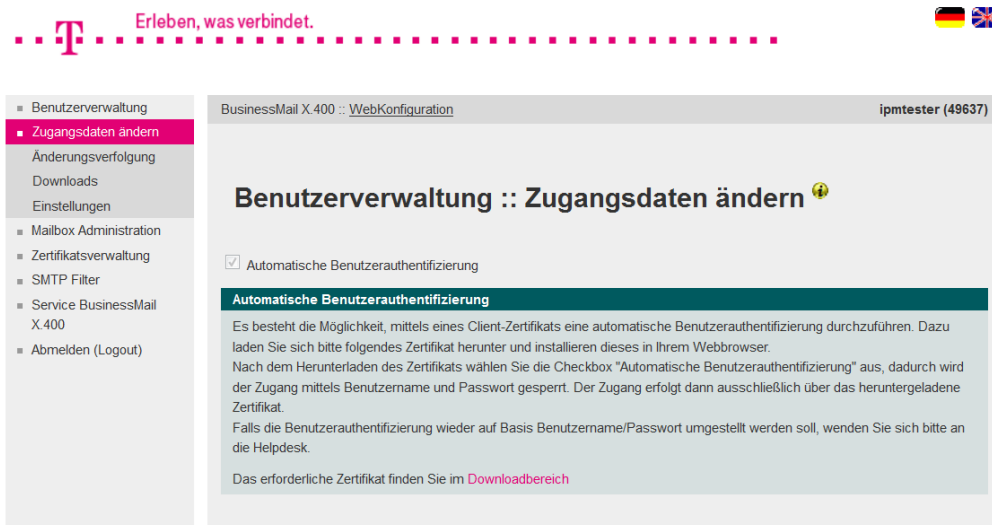 Erleben, was verbindet.
T
Benutzerverwaltung
Zugangsdaten ändern
Änderungsverfolgung
Downloads
Einstellungen
Mailbox Administration
Zertifikatsverwaltung
SMTP Filter
Service BusinessMail
X.400
Abmelden (Logout)
BusinessMail X.400 :: WebKonfiguration
ipmtester (49637)
Benutzerverwaltung :: Zugangsdaten ändern
Automatische Benutzerauthentifizierung
Automatische Benutzerauthentifizierung
Es besteht die Möglichkeit, mittels eines Client-Zertifikats eine automatische Benutzerauthentifizierung durchzuführen. Dazu
laden Sie sich bitte folgendes Zertifikat herunter und installieren dieses in Ihrem Webbrowser.
Nach dem Herunterladen des Zertifikats wählen Sie die Checkbox "Automatische Benutzerauthentifizierung" aus, dadurch wird
der Zugang mittels Benutzername und Passwort gesperrt. Der Zugang erfolgt dann ausschließlich über das heruntergeladene
Zertifikat.
Falls die Benutzerauthentifizierung wieder auf Basis Benutzername/Passwort umgestellt werden soll, wenden Sie sich bitte an
die Helpdesk.
Das erforderliche Zertifikat finden Sie im Downloadbereich